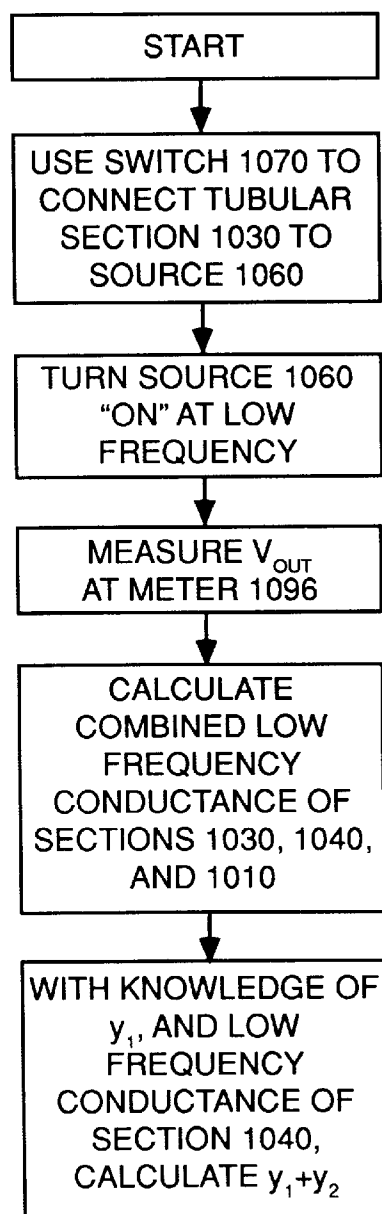 START
USE SWITCH 1070 TO
CONNECT TUBULAR
SECTION 1030 TO
SOURCE 1060
TURN SOURCE 1060
“ON” AT LOW
FREQUENCY
MEASURE V_OUT
AT METER 1096
CALCULATE
COMBINED LOW
FREQUENCY
CONDUCTANCE OF
SECTIONS 1030, 1040,
AND 1010
WITH KNOWLEDGE OF
y₁, AND LOW
FREQUENCY
CONDUCTANCE OF
SECTION 1040,
CALCULATE y₁+y₂